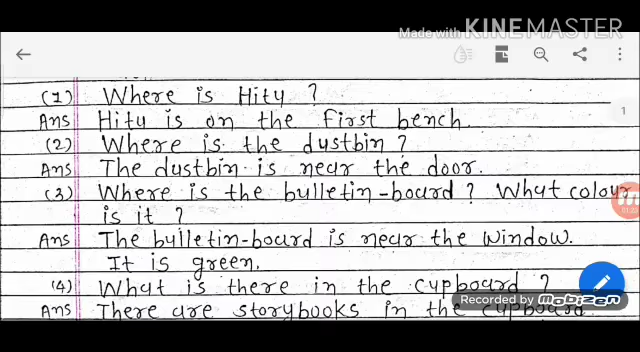 Made with KINEMASTER
1
(1) Where is Hity ?
Ans Hity is on the first bench.
(2) Where is the dustbin ?
Ans The dustbin is near the door.
(3) Where is the bulletin-board ? What colour
is it ?
Ans The bulletin-board is near the window.
It is green.
(4) What is there in the cupboard ?
Ans There are storybooks in the cupboard.
Recorded by Mobizen